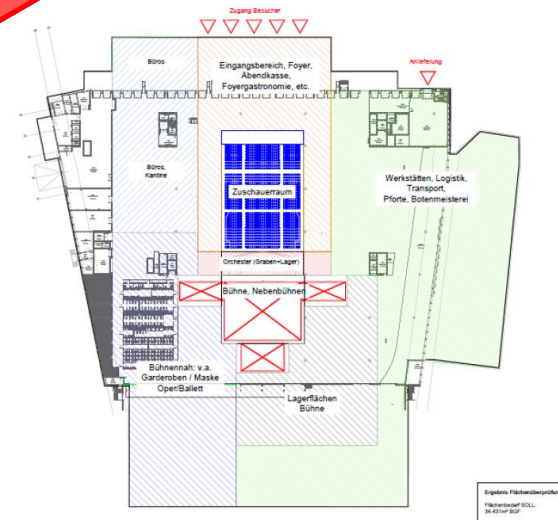 Zugang Besucher
Büros
Eingangsbereich, Foyer,
Abendkasse,
Foyergastronomie, etc.
Anlieferung
Büros,
Kantine
Zuschauerraum
Werkstätten, Logistik,
Transport,
Pforte, Botenmeisterei
Orchester (Graben+Lager)
Bühne, Nebenbühnen
Bühnennah: v.a.
Garderoben / Maske
Oper/Ballett
Lagerflächen
Bühne
Ergebnis Flächenüberprüfung
Flächenbedarf SOLL:
34.431m² BGF